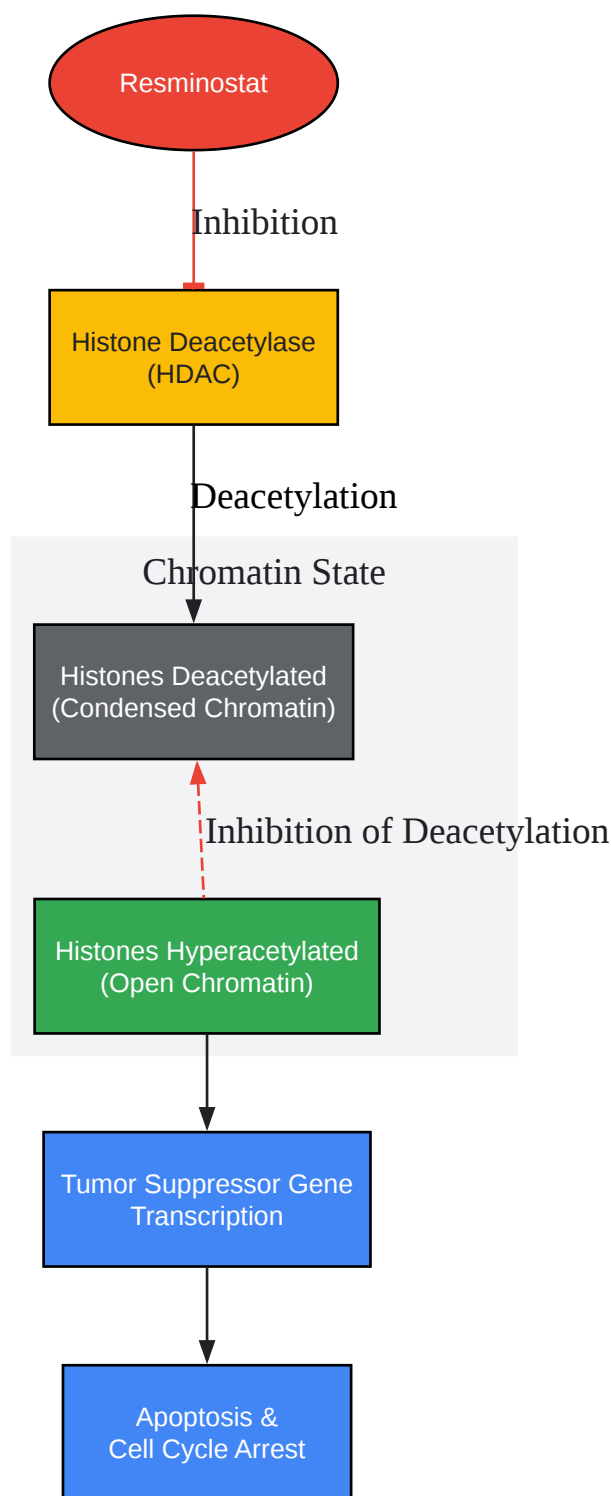 Resminostat
Inhibition
Histone Deacetylase
(HDAC)
Deacetylation
Chromatin State
Histones Deacetylated
(Condensed Chromatin)
Inhibition of Deacetylation
Histones Hyperacetylated
(Open Chromatin)
Tumor Suppressor Gene
Transcription
Apoptosis &
Cell Cycle Arrest